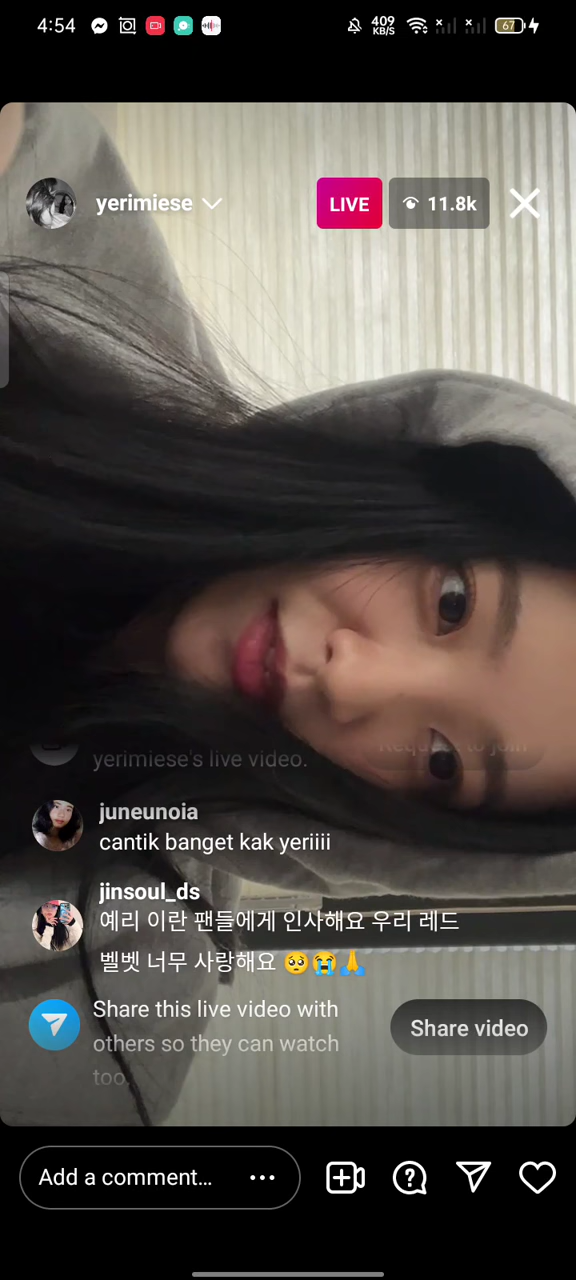 4:54
409
KB/S
67
yerimiese
LIVE
11.8k
yerimiese's live video.
Request to join
juneunoia
cantik banget kak yeriiii
jinsoul_ds
예리 이란 팬들에게 인사해요 우리 레드
벨벳 너무 사랑해요 🥺😭🙏
Share this live video with
others so they can watch
too.
Share video
Add a comment...